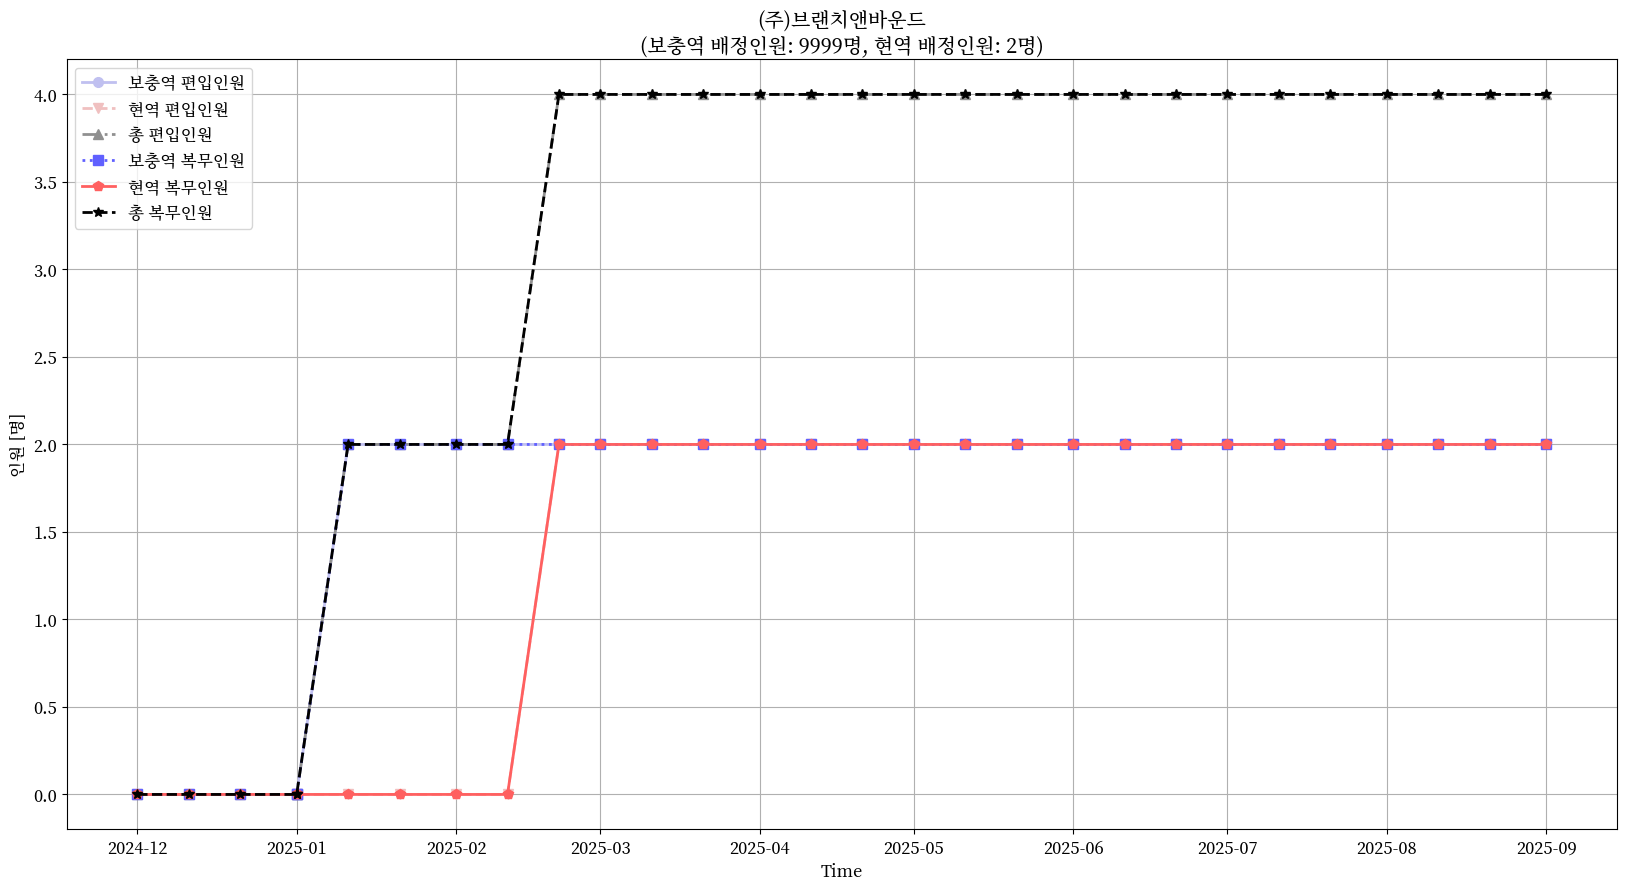 (주)브랜치앤바운드
(보충역 배정인원: 9999명, 현역 배정인원: 2명)
보충역 편입인원
현역 편입인원
총 편입인원
보충역 복무인원
현역 복무인원
총 복무인원
인원 [명]
4.0
3.5
3.0
2.5
2.0
1.5
1.0
0.5
0.0
2024-12
2025-01
2025-02
2025-03
2025-04
2025-05
2025-06
2025-07
2025-08
2025-09
Time